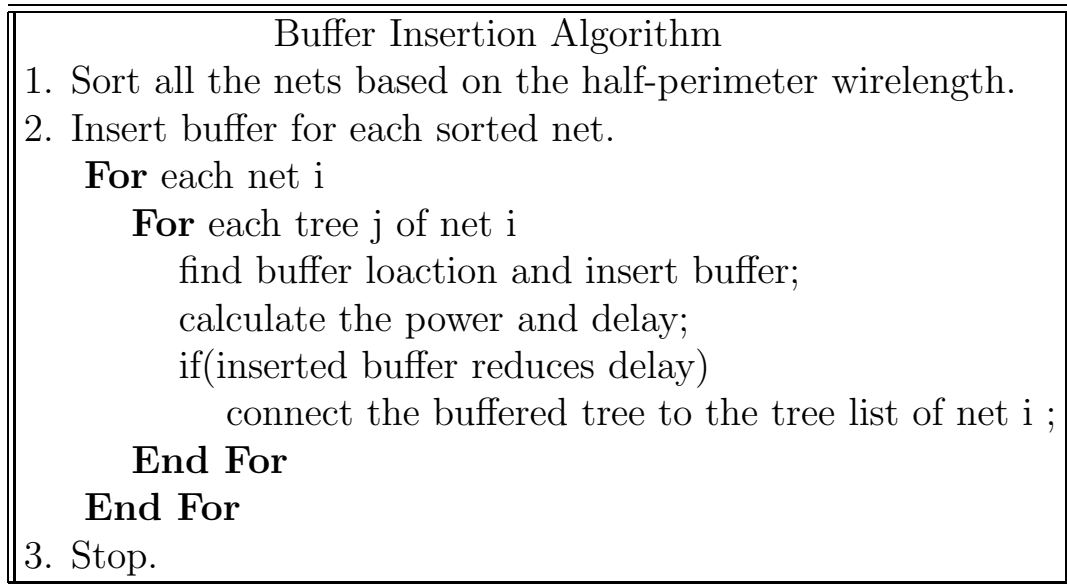 Buffer Insertion Algorithm
1. Sort all the nets based on the half-perimeter wirelength.
2. Insert buffer for each sorted net.
For each net i
For each tree j of net i
find buffer loaction and insert buffer;
calculate the power and delay;
if(inserted buffer reduces delay)
connect the buffered tree to the tree list of net i ;
End For
End For
3. Stop.